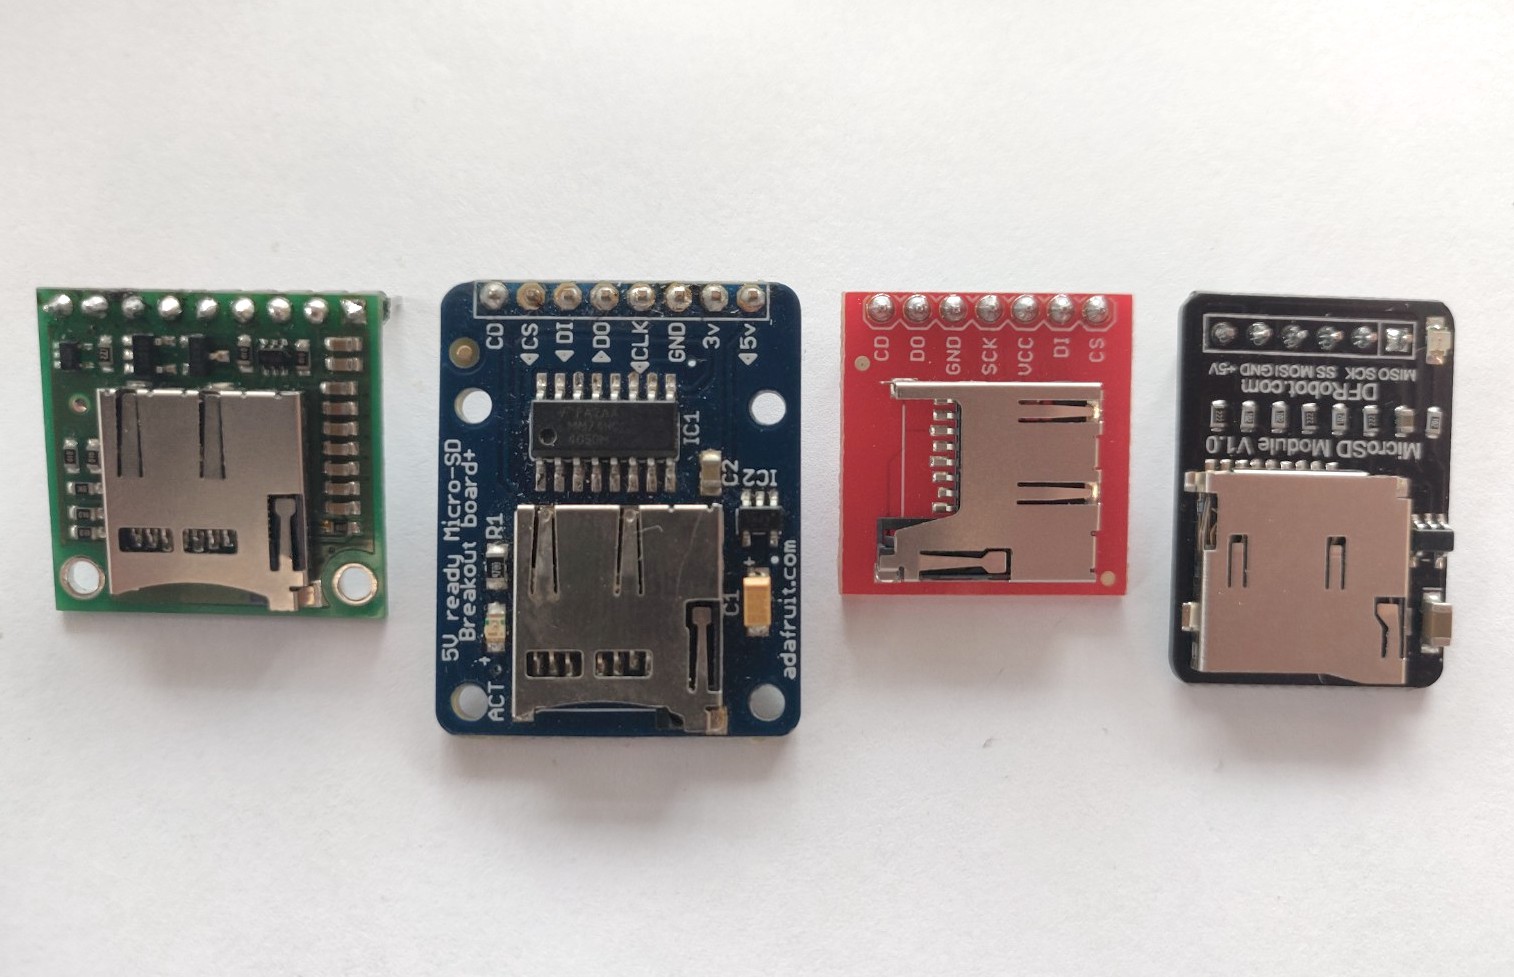 CD
CS
DI
DO
CLK
GND
3v
5v
IC1
C2
IC2
R1
C1
ACT
5V ready Micro-SD
Breakout board+
adafruit.com
CD
DO
GND
SCK
VCC
DI
CS
MISO SCK SS MOSI GND +5V
DFRobot.com
MicroSD Module V1.0